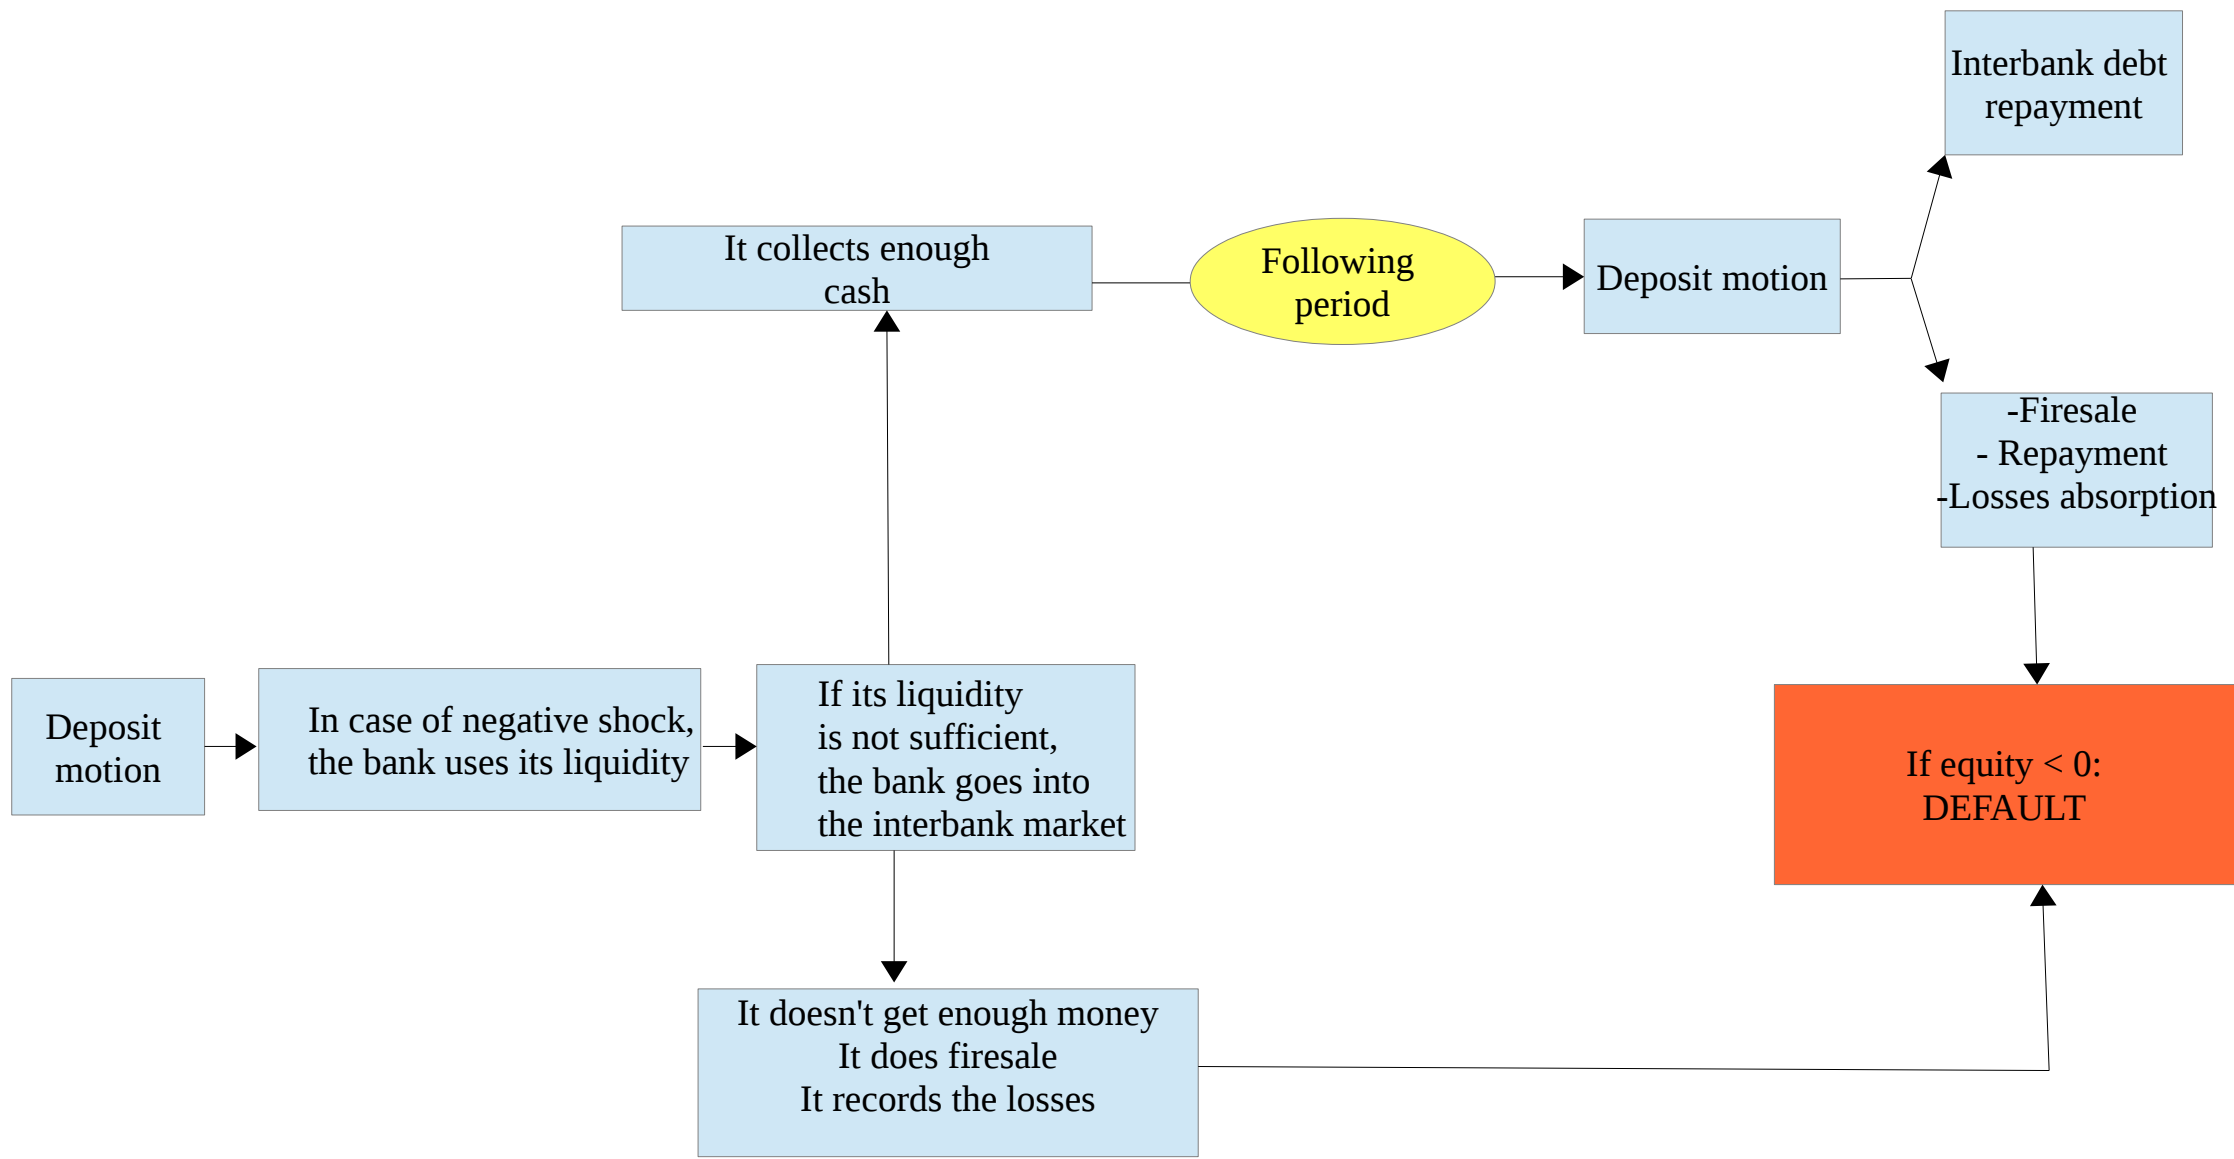 Interbank debt
repayment
It collects enough
cash
Following
period
Deposit motion
-Firesale
- Repayment
-Losses absorption
Deposit
motion
In case of negative shock,
the bank uses its liquidity
If its liquidity
is not sufficient,
the bank goes into
the interbank market
If equity < 0:
DEFAULT
It doesn't get enough money
It does firesale
It records the losses